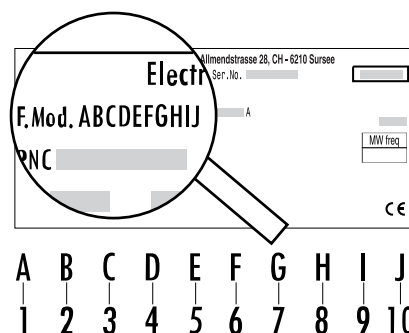 Allmendstrasse 28, CH - 6210 Sursee
Electr Ser.No.
F.Mod. ABCDEFGHIJ A
PNC
MW freq
CE
A B C D E F G H I J
1 2 3 4 5 6 7 8 9 10